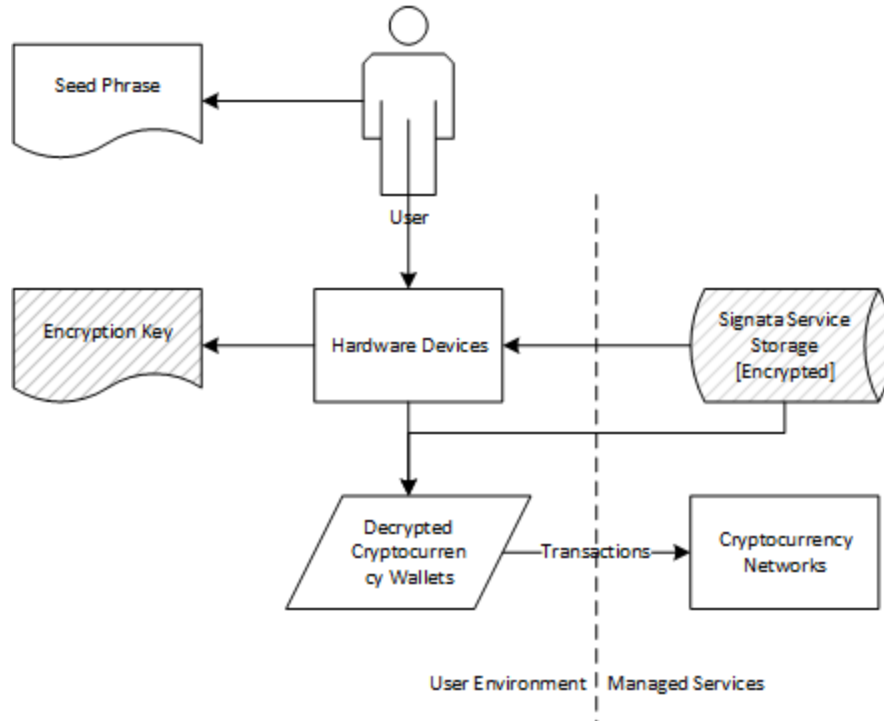 Seed Phrase
User
Encryption Key
Hardware Devices
Signata Service
Storage
[Encrypted]
Decrypted
Cryptocurren
cy Wallets
Transactions
Cryptocurrency
Networks
User Environment
Managed Services